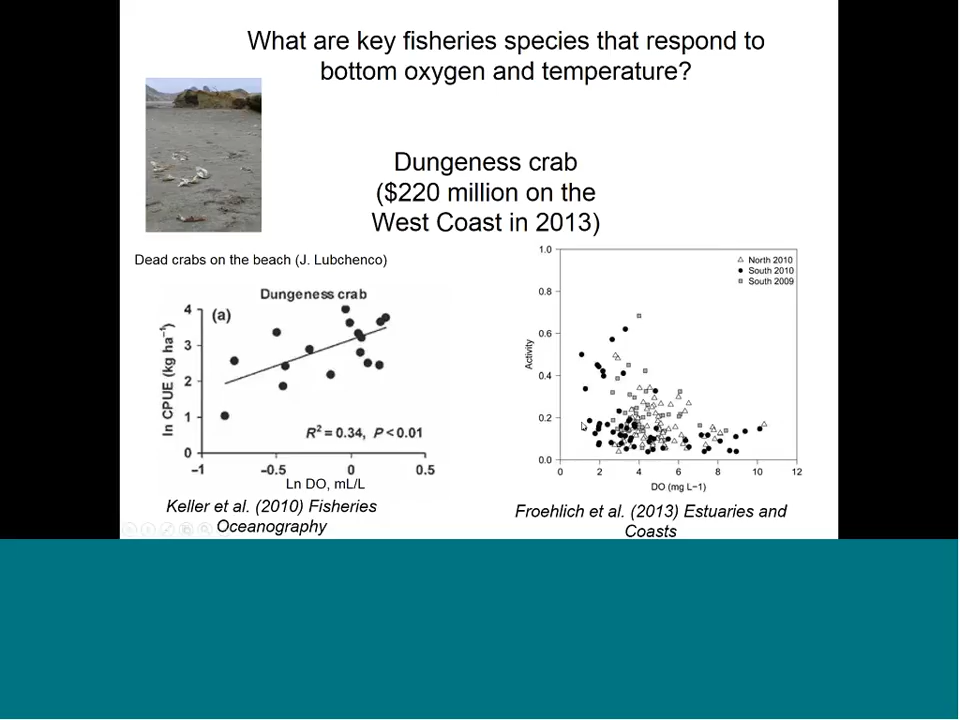 What are key fisheries species that respond to
bottom oxygen and temperature?
Dungeness crab
($220 million on the
West Coast in 2013)
Dead crabs on the beach (J. Lubchenco)
Dungeness crab
(a)
ln CPUE (kg ha⁻¹)
4
3
2
1
0
R² = 0.34, P < 0.01
−1
−0.5
0
0.5
Ln DO, mL/L
Keller et al. (2010) Fisheries
Oceanography
North 2010
South 2010
South 2009
Activity
1.0
0.8
0.6
0.4
0.2
0.0
0
2
4
6
8
10
12
DO (mg L−1)
Froehlich et al. (2013) Estuaries and
Coasts